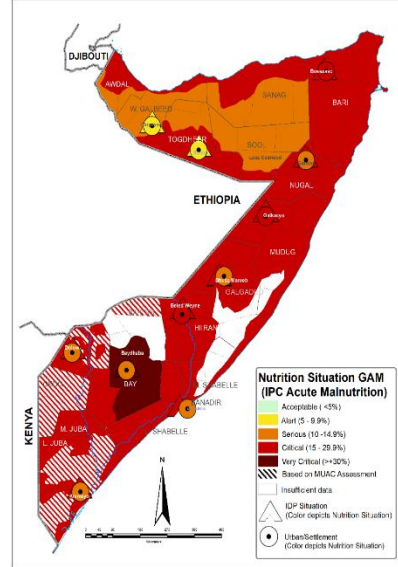 DJIBOUTI
AWDAL
Bossaso
SANAG
BARI
W. GALBEED
TOGDHEER
SOOL
NUGAL
ETHIOPIA
Galkacyo
MUDUG
GALGADUD
Belet Weyne
HIRAN
Baydhaba
BAY
SHABELLE
BANADIR
SHABELLE
M. JUBA
L. JUBA
KENYA
N
Nutrition Situation GAM
(IPC Acute Malnutrition)
Acceptable ( <5%)
Alert (5 - 9.9%)
Serious (10 -14.9%)
Critical (15 - 29.9%)
Very Critical (>=30%)
Based on MUAC Assessment
Insufficient data
IDP Situation
(Color depicts Nutrition Situation)
Urban/Settlement
(Color depicts Nutrition Situation)